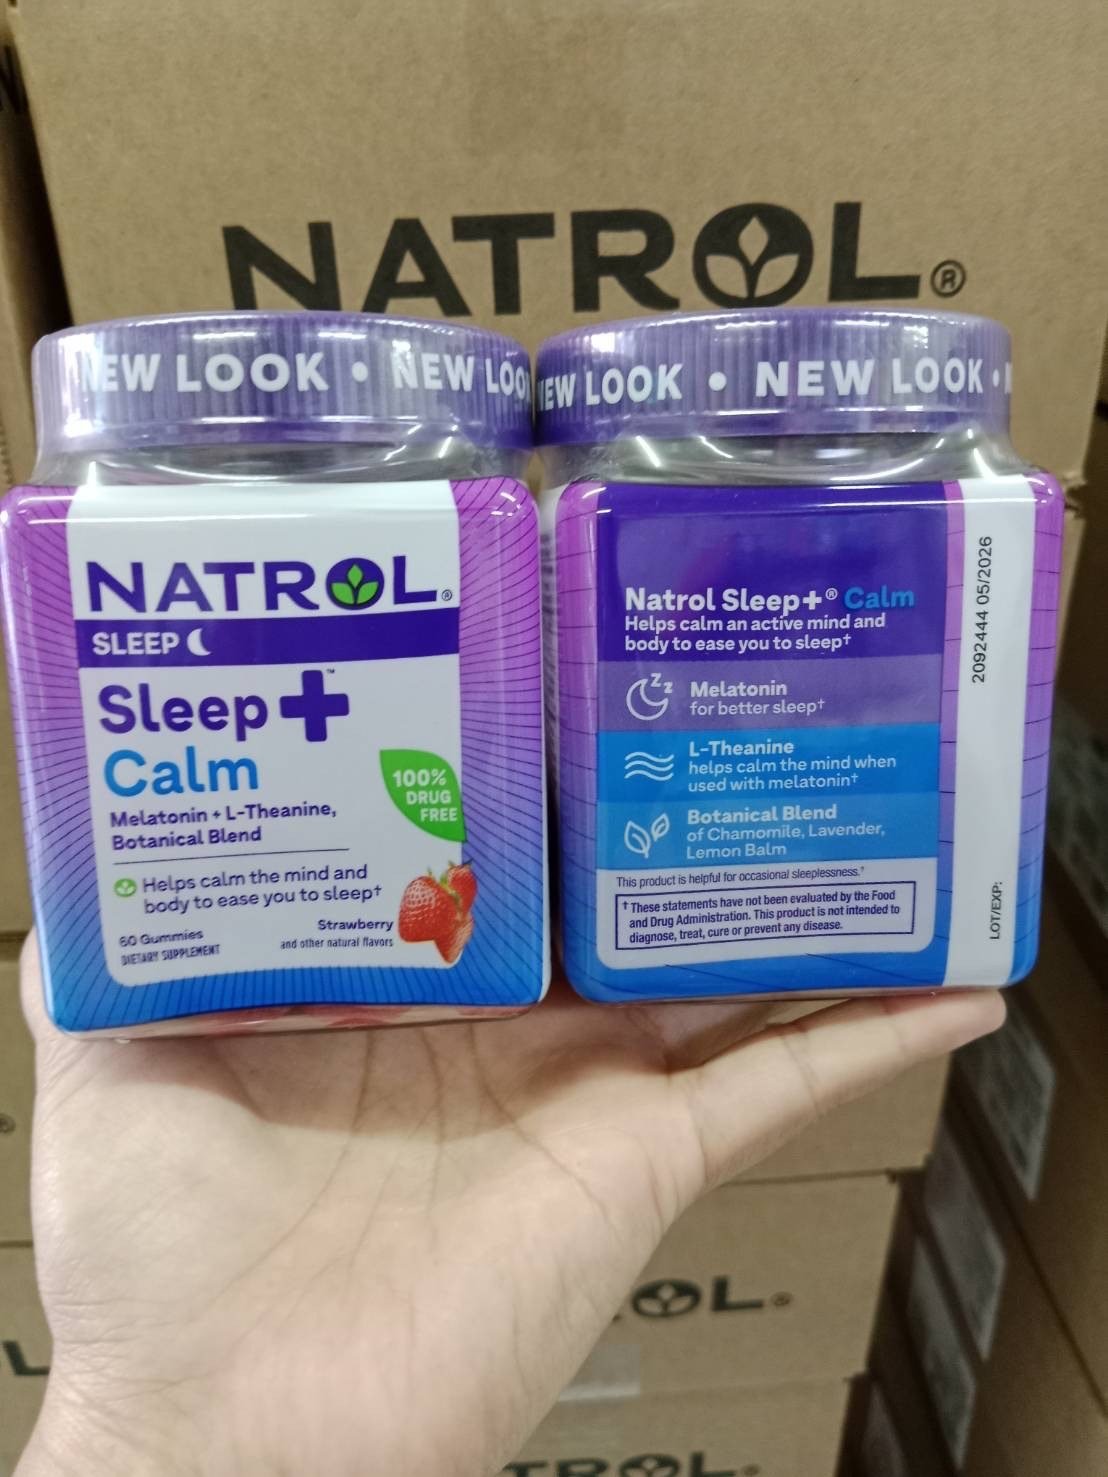 NATROL®
NEW LOOK • NEW LOO
NEW LOOK • NEW LOOK •
NATROL®
SLEEP
Sleep+™
Calm
Melatonin + L-Theanine,
Botanical Blend
100%
DRUG
FREE
Helps calm the mind and
body to ease you to sleep†
Strawberry
and other natural flavors
60 Gummies
DIETARY SUPPLEMENT
Natrol Sleep+® Calm
Helps calm an active mind and
body to ease you to sleep†
zzz
Melatonin
for better sleep†
L-Theanine
helps calm the mind when
used with melatonin†
Botanical Blend
of Chamomile, Lavender,
Lemon Balm
This product is helpful for occasional sleeplessness.†
† These statements have not been evaluated by the Food
and Drug Administration. This product is not intended to
diagnose, treat, cure or prevent any disease.
2092444 05/2026
LOT/EXP:
OL®
L
TROL®